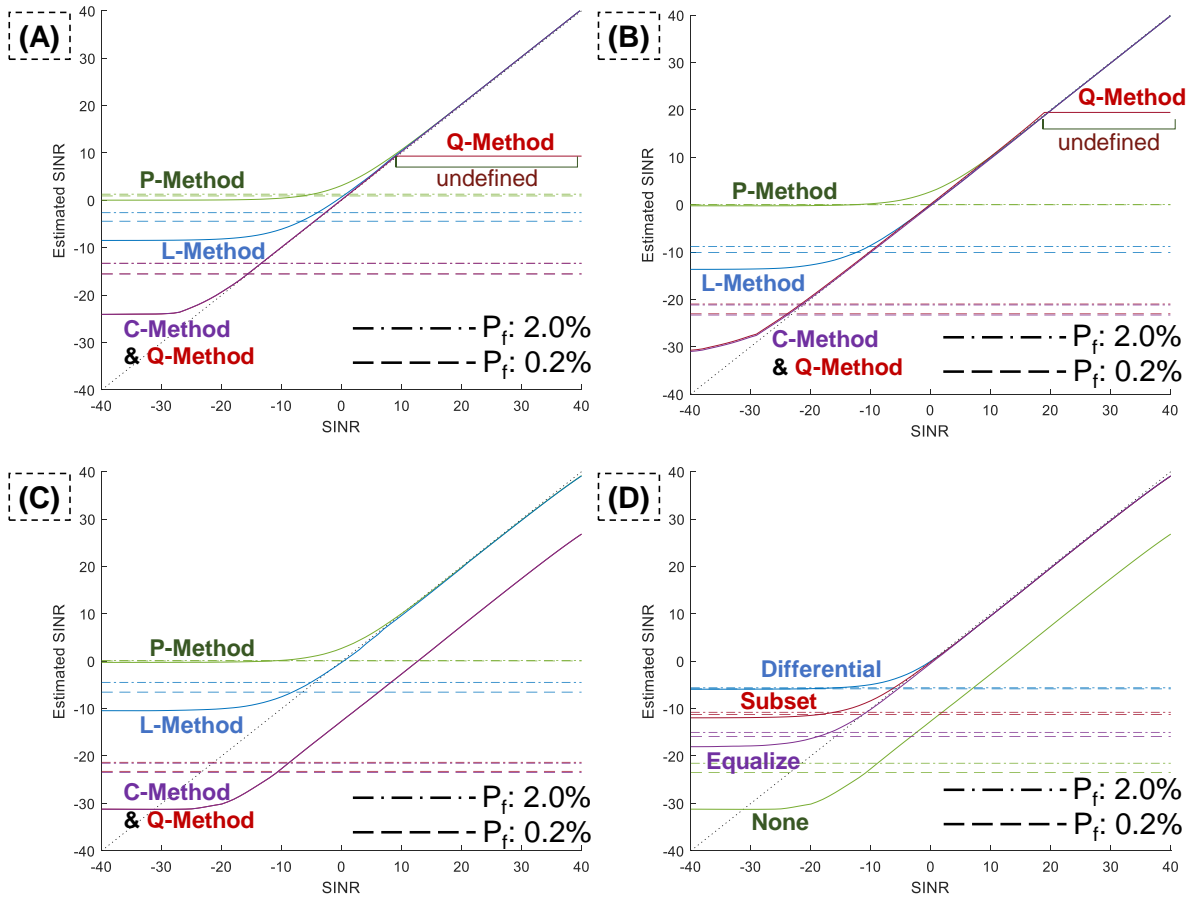 (A)
40
30
20
10
0
-10
-20
-30
-40
Estimated SINR
-40 -30 -20 -10 0 10 20 30 40
SINR
P-Method
Q-Method
undefined
L-Method
C-Method
& Q-Method
P_f: 2.0%
P_f: 0.2%
(B)
40
30
20
10
0
-10
-20
-30
-40
Estimated SINR
-40 -30 -20 -10 0 10 20 30 40
SINR
Q-Method
undefined
P-Method
L-Method
C-Method
& Q-Method
P_f: 2.0%
P_f: 0.2%
(C)
40
30
20
10
0
-10
-20
-30
-40
Estimated SINR
-40 -30 -20 -10 0 10 20 30 40
SINR
P-Method
L-Method
C-Method
& Q-Method
P_f: 2.0%
P_f: 0.2%
(D)
40
30
20
10
0
-10
-20
-30
-40
Estimated SINR
-40 -30 -20 -10 0 10 20 30 40
SINR
Differential
Subset
Equalize
None
P_f: 2.0%
P_f: 0.2%